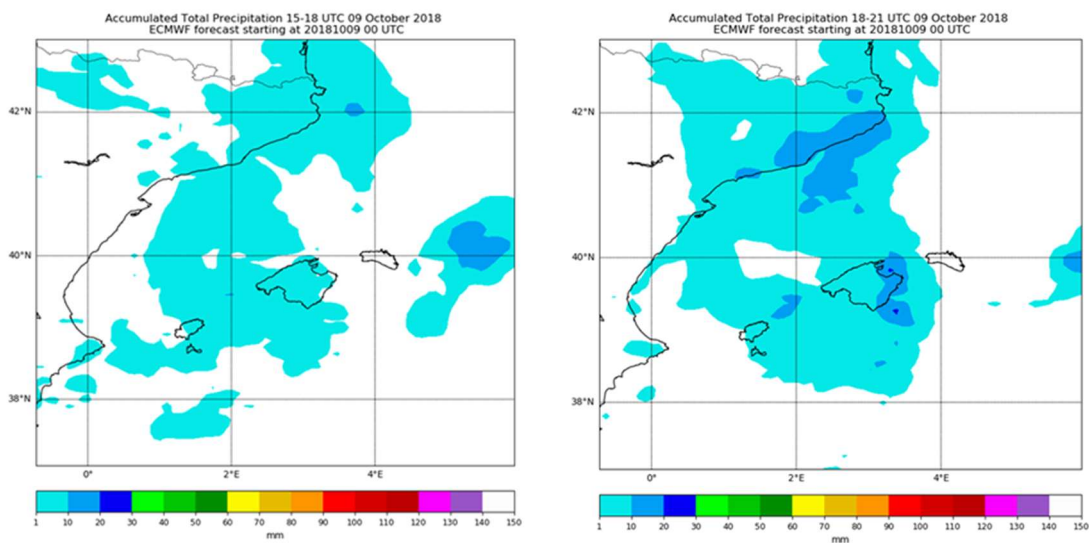 Accumulated Total Precipitation 15-18 UTC 09 October 2018
ECMWF forecast starting at 20181009 00 UTC
42°N
40°N
38°N
0° 2°E 4°E
1 10 20 30 40 50 60 70 80 90 100 110 120 130 140 150
mm
Accumulated Total Precipitation 18-21 UTC 09 October 2018
ECMWF forecast starting at 20181009 00 UTC
42°N
40°N
38°N
0° 2°E 4°E
1 10 20 30 40 50 60 70 80 90 100 110 120 130 140 150
mm